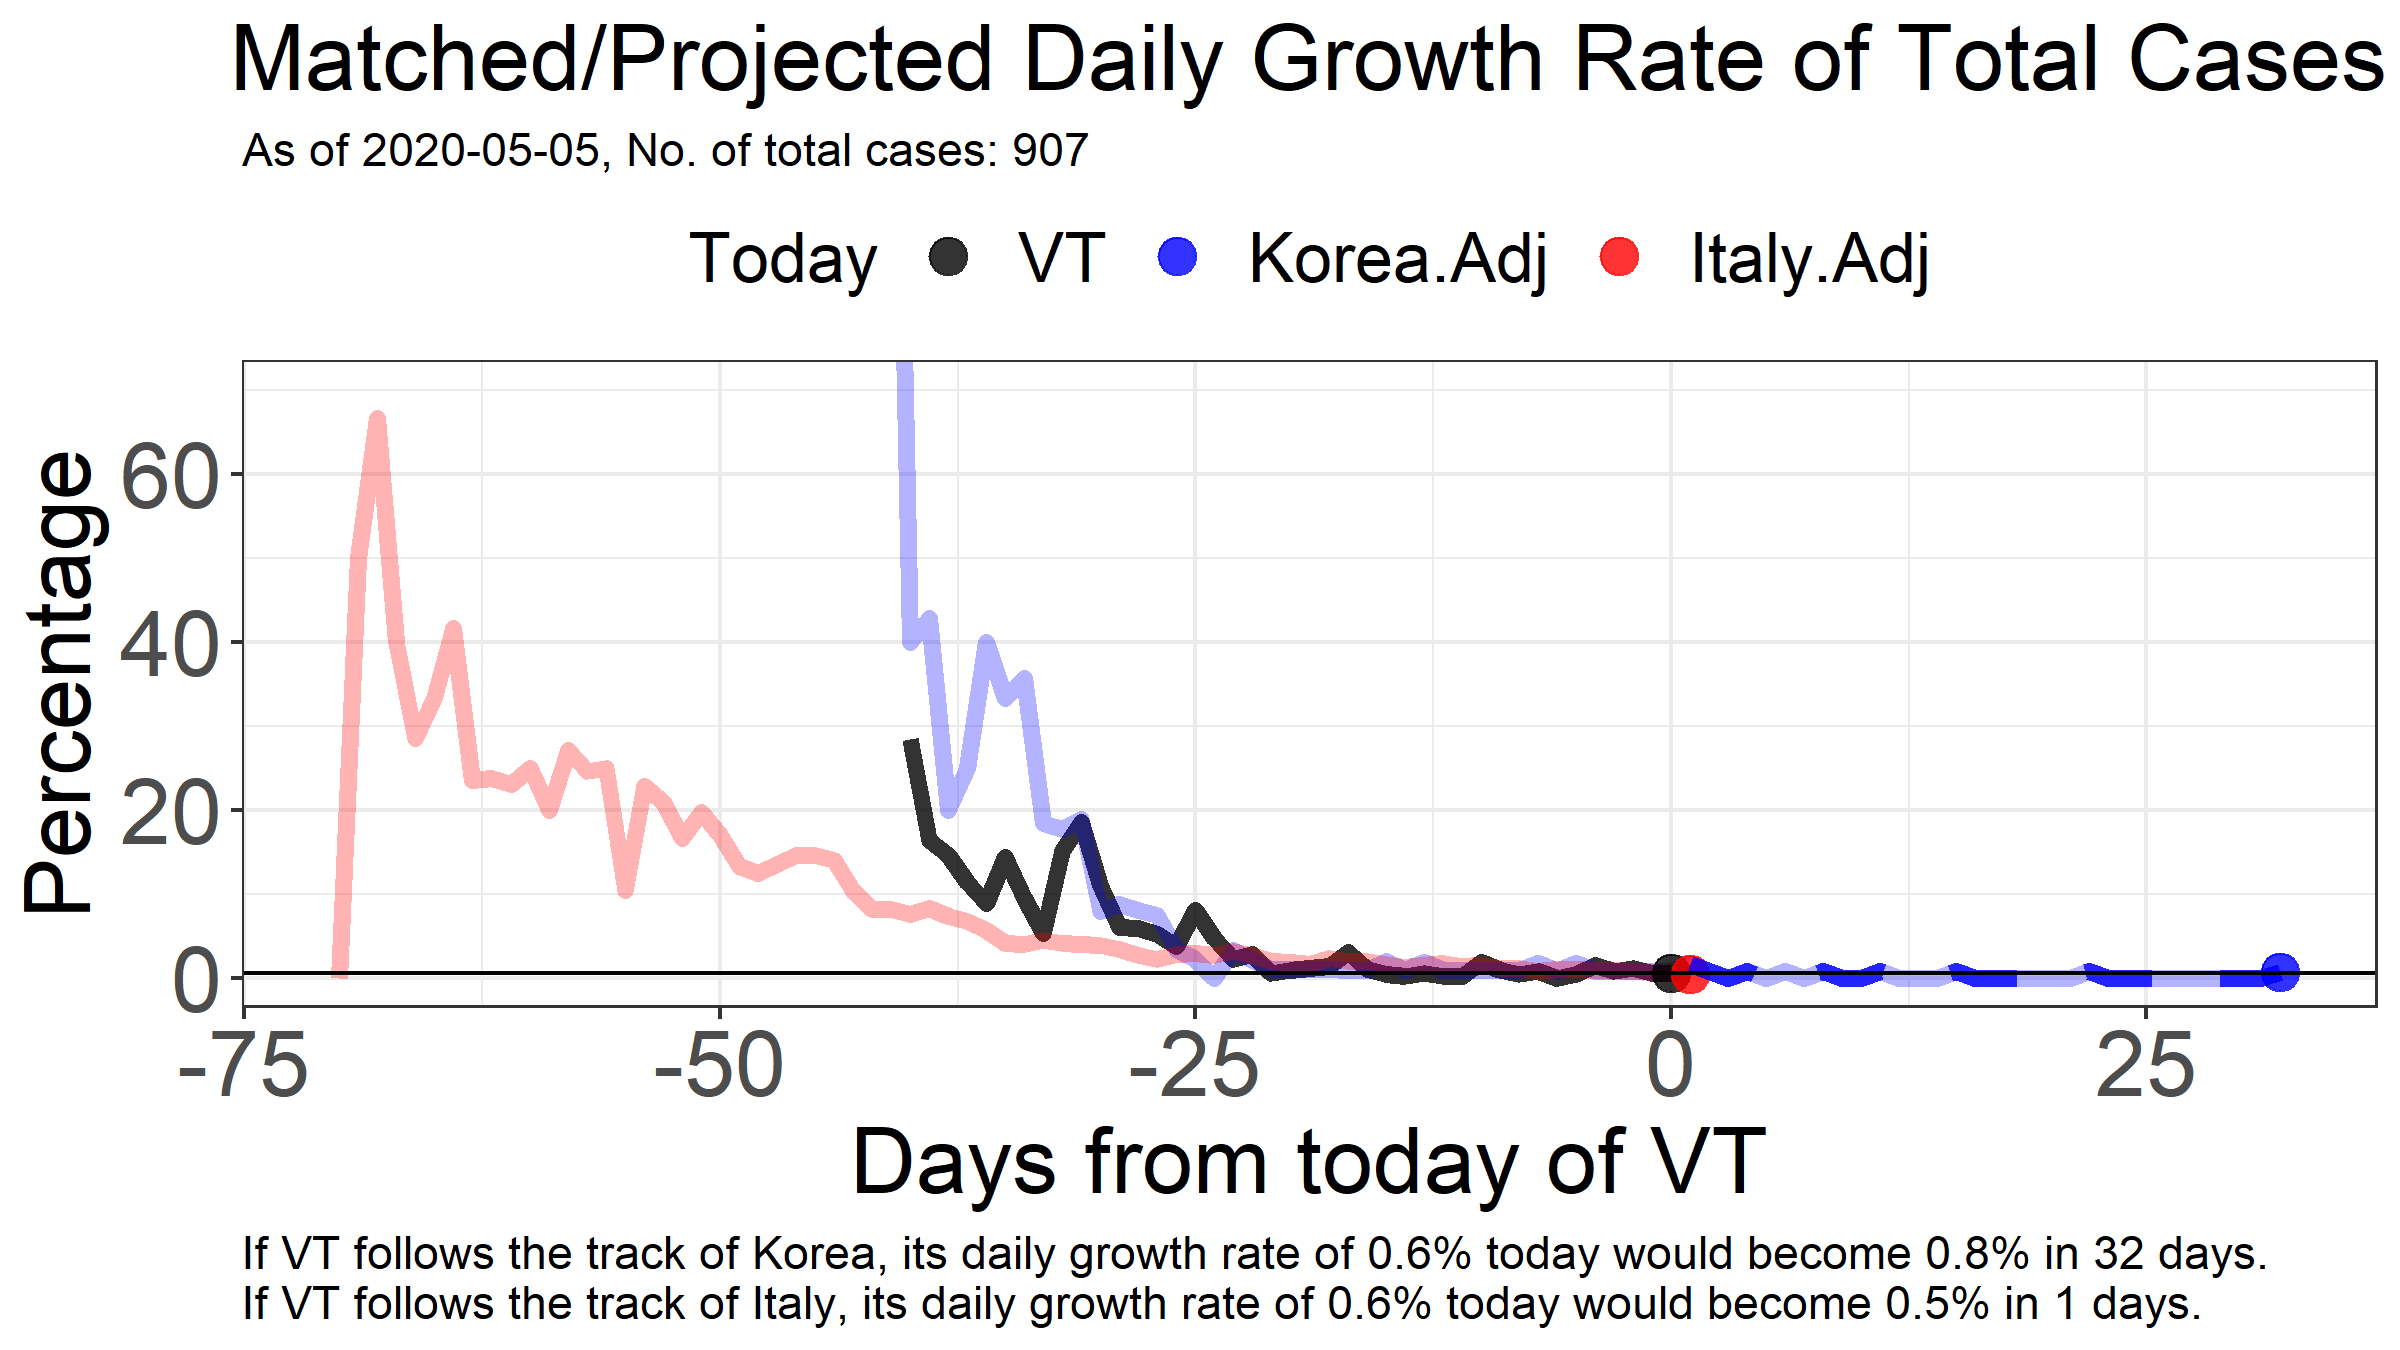 Matched/Projected Daily Growth Rate of Total Cases
As of 2020-05-05, No. of total cases: 907
Today VT Korea.Adj Italy.Adj
Percentage
60
40
20
0
-75 -50 -25 0 25
Days from today of VT
If VT follows the track of Korea, its daily growth rate of 0.6% today would become 0.8% in 32 days.
If VT follows the track of Italy, its daily growth rate of 0.6% today would become 0.5% in 1 days.